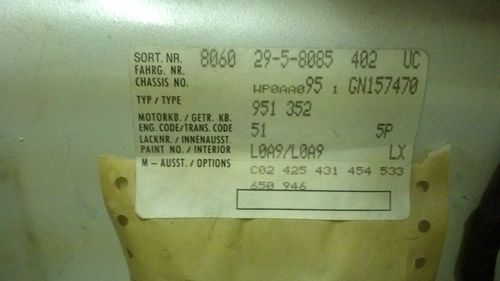 SORT. NR. 8060 29-5-8085 402 UC
FAHRG. NR.
CHASSIS NO. WP0AA095 1 GN157470
TYP / TYPE 951 352
MOTORKB. / GETR. KB.
ENG. CODE/TRANS. CODE 51 5P
LACKNR. / INNENAUSST.
PAINT NO. / INTERIOR L0A9/L0A9 LX
M – AUSST. / OPTIONS C02 425 431 454 533
650 946